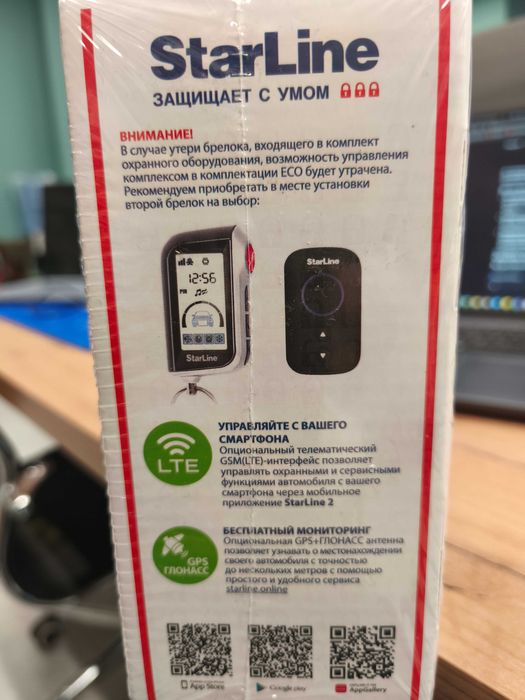 StarLine
ЗАЩИЩАЕТ С УМОМ
ВНИМАНИЕ!
В случае утери брелока, входящего в комплект
охранного оборудования, возможность управления
комплексом в комплектации ECO будет утрачена.
Рекомендуем приобретать в месте установки
второй брелок на выбор:
12:56
PM
StarLine
StarLine
УПРАВЛЯЙТЕ С ВАШЕГО
СМАРТФОНА
Опциональный телематический
GSM(LTE)-интерфейс позволяет
управлять охранными и сервисными
функциями автомобиля с вашего
смартфона через мобильное
приложение StarLine 2
LTE
БЕСПЛАТНЫЙ МОНИТОРИНГ
Опциональная GPS+ГЛОНАСС антенна
позволяет узнавать о местонахождении
своего автомобиля с точностью
до нескольких метров с помощью
простого и удобного сервиса
starline.online
GPS
ГЛОНАСС
App Store
Google play
AppGallery